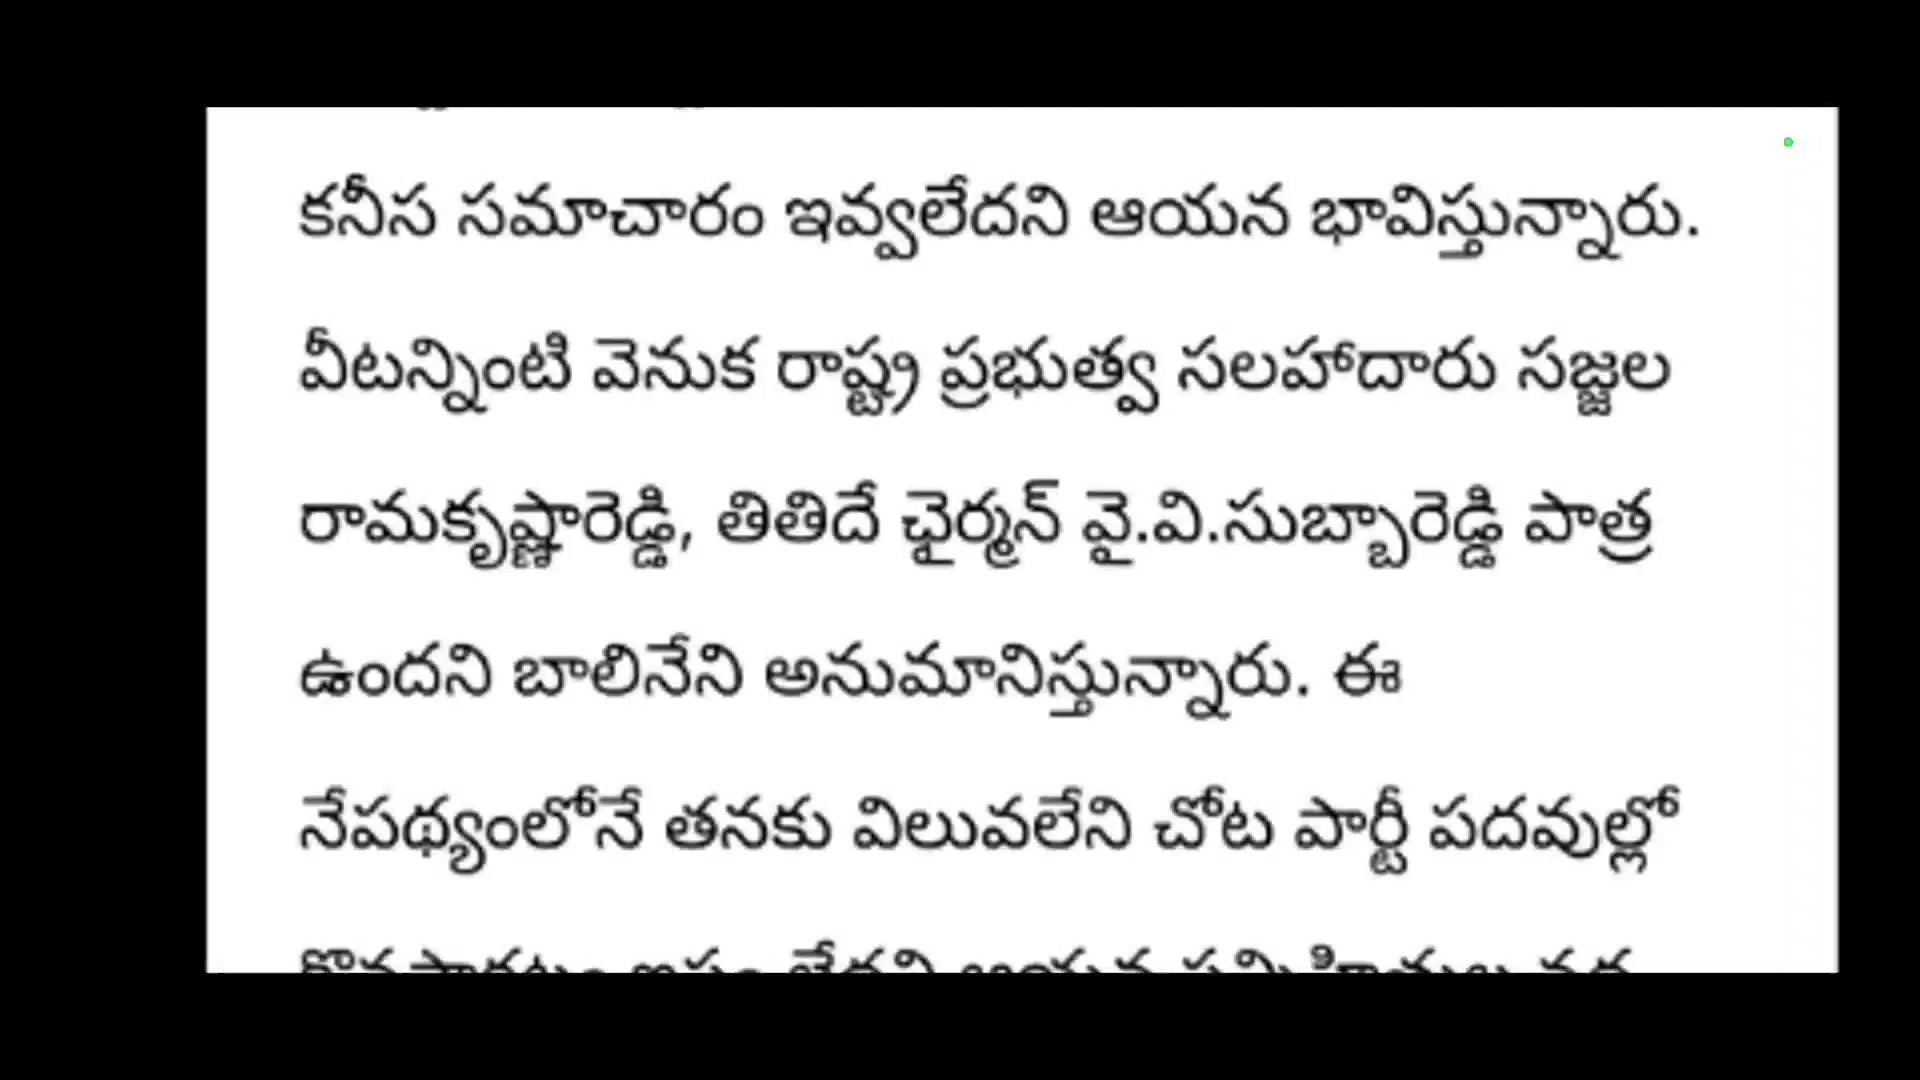 కనీస సమాచారం ఇవ్వలేదని ఆయన భావిస్తున్నారు.
వీటన్నింటి వెనుక రాష్ట్ర ప్రభుత్వ సలహాదారు సజ్జల
రామకృష్ణారెడ్డి, తితిదే ఛైర్మన్ వై.వి.సుబ్బారెడ్డి పాత్ర
ఉందని బాలినేని అనుమానిస్తున్నారు. ఈ
నేపథ్యంలోనే తనకు విలువలేని చోట పార్టీ పదవుల్లో